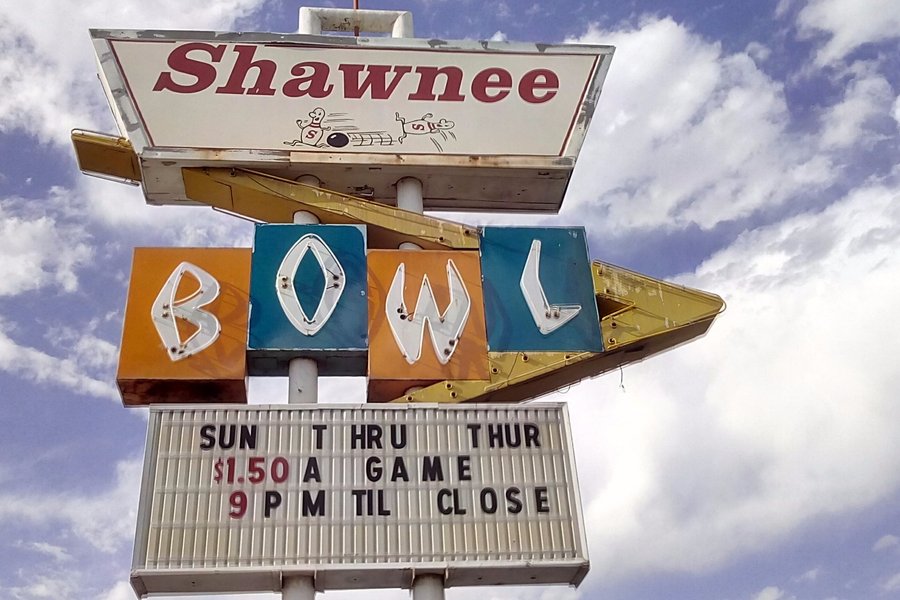 Shawnee
BOWL
SUN THRU THUR
$1.50 A GAME
9 PM TIL CLOSE